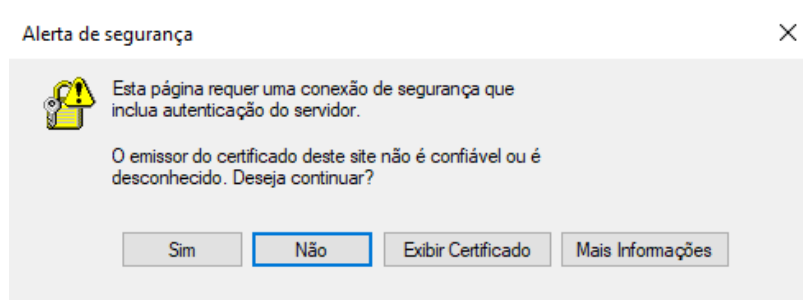 Alerta de segurança
Esta página requer uma conexão de segurança que
inclua autenticação do servidor.
O emissor do certificado deste site não é confiável ou é
desconhecido. Deseja continuar?
Sim Não Exibir Certificado Mais Informações